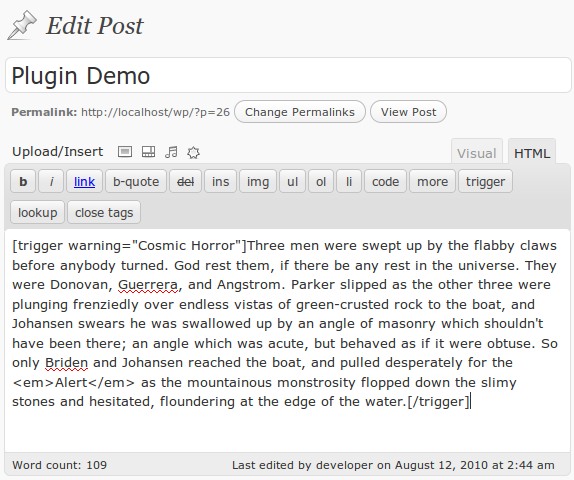 Edit Post
Plugin Demo
Permalink: http://localhost/wp/?p=26 Change Permalinks View Post
Upload/Insert Visual HTML
b i link b-quote del ins img ul ol li code more trigger
lookup close tags
[trigger warning="Cosmic Horror"]Three men were swept up by the flabby claws
before anybody turned. God rest them, if there be any rest in the universe. They
were Donovan, Guerrera, and Angstrom. Parker slipped as the other three were
plunging frenziedly over endless vistas of green-crusted rock to the boat, and
Johansen swears he was swallowed up by an angle of masonry which shouldn't
have been there; an angle which was acute, but behaved as if it were obtuse. So
only Briden and Johansen reached the boat, and pulled desperately for the
<em>Alert</em> as the mountainous monstrosity flopped down the slimy
stones and hesitated, floundering at the edge of the water.[/trigger]
Word count: 109 Last edited by developer on August 12, 2010 at 2:44 am